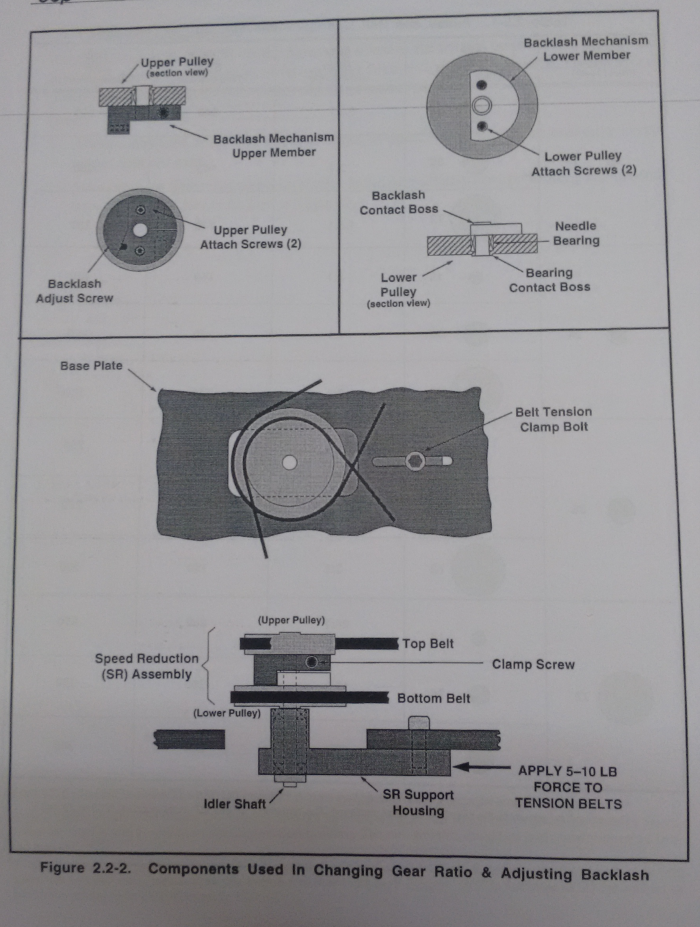 Upper Pulley
(section view)
Backlash Mechanism
Upper Member
Upper Pulley
Attach Screws (2)
Backlash
Adjust Screw
Backlash Mechanism
Lower Member
Lower Pulley
Attach Screws (2)
Backlash
Contact Boss
Needle
Bearing
Lower
Pulley
(section view)
Bearing
Contact Boss
Base Plate
Belt Tension
Clamp Bolt
(Upper Pulley)
Top Belt
Speed Reduction
(SR) Assembly
Clamp Screw
Bottom Belt
(Lower Pulley)
APPLY 5–10 LB
FORCE TO
TENSION BELTS
SR Support
Housing
Idler Shaft
Figure 2.2-2. Components Used In Changing Gear Ratio & Adjusting Backlash